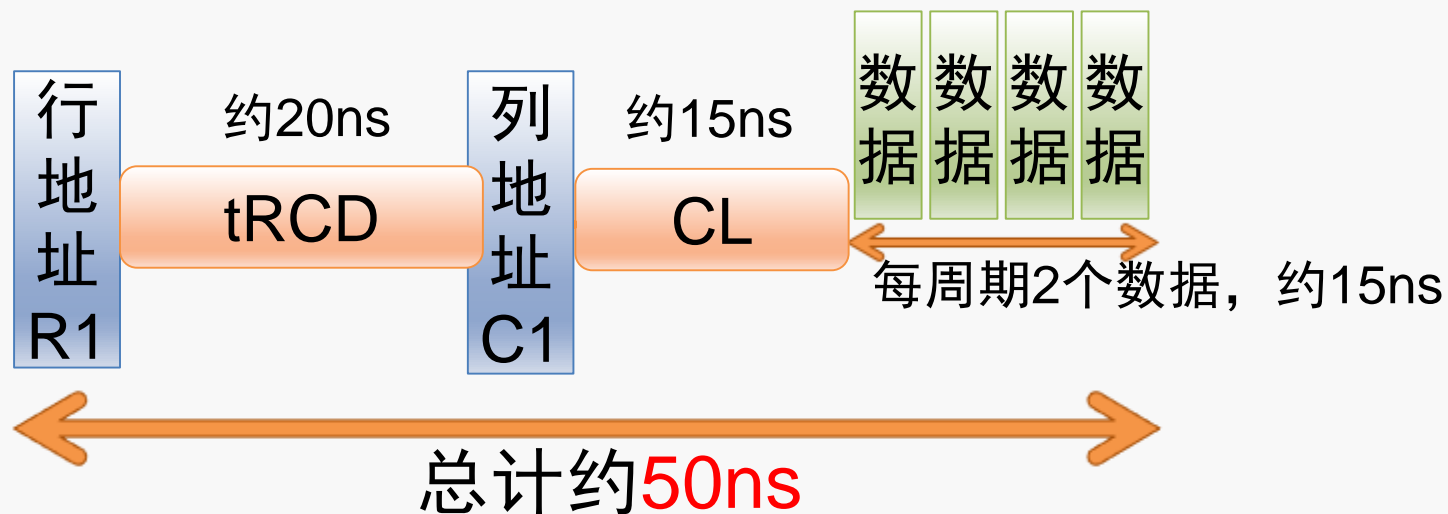 行地址R1
约20ns
tRCD
列地址C1
约15ns
CL
数据
数据
数据
数据
每周期2个数据，约15ns
总计约50ns